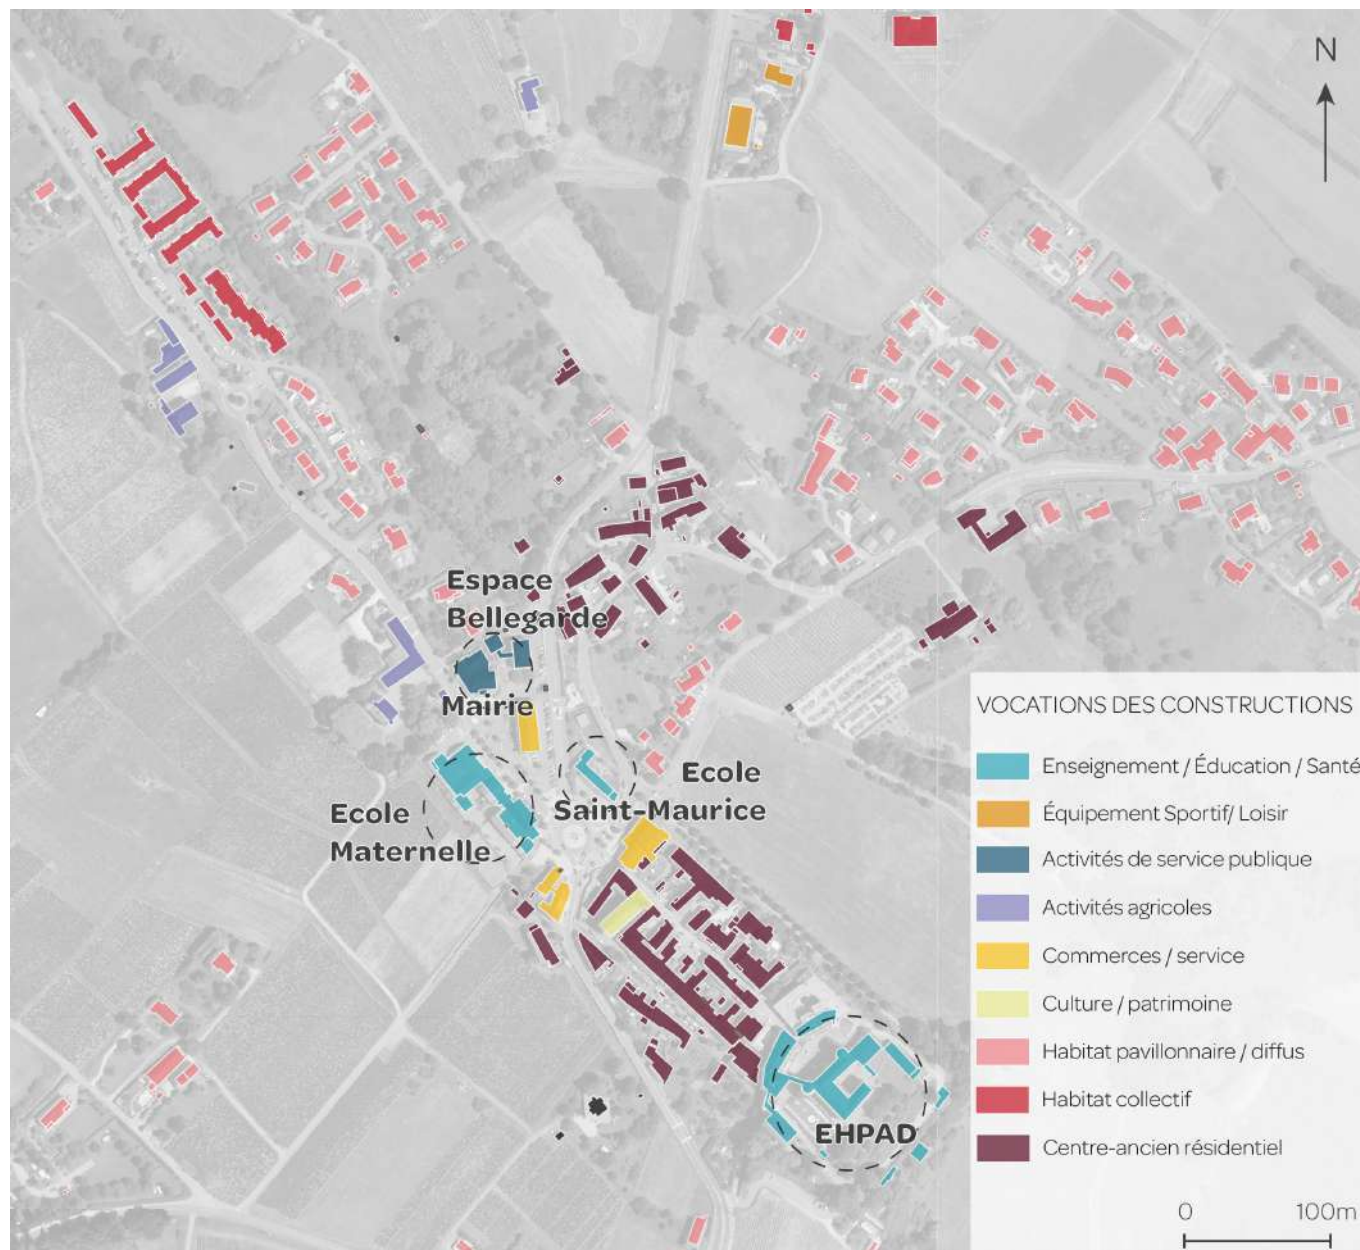 N
Espace
Bellegarde
Mairie
Ecole
Saint-Maurice
Ecole
Maternelle
EHPAD
VOCATIONS DES CONSTRUCTIONS
Enseignement / Éducation / Santé
Équipement Sportif/ Loisir
Activités de service publique
Activités agricoles
Commerces / service
Culture / patrimoine
Habitat pavillonnaire / diffus
Habitat collectif
Centre-ancien résidentiel
0 100m